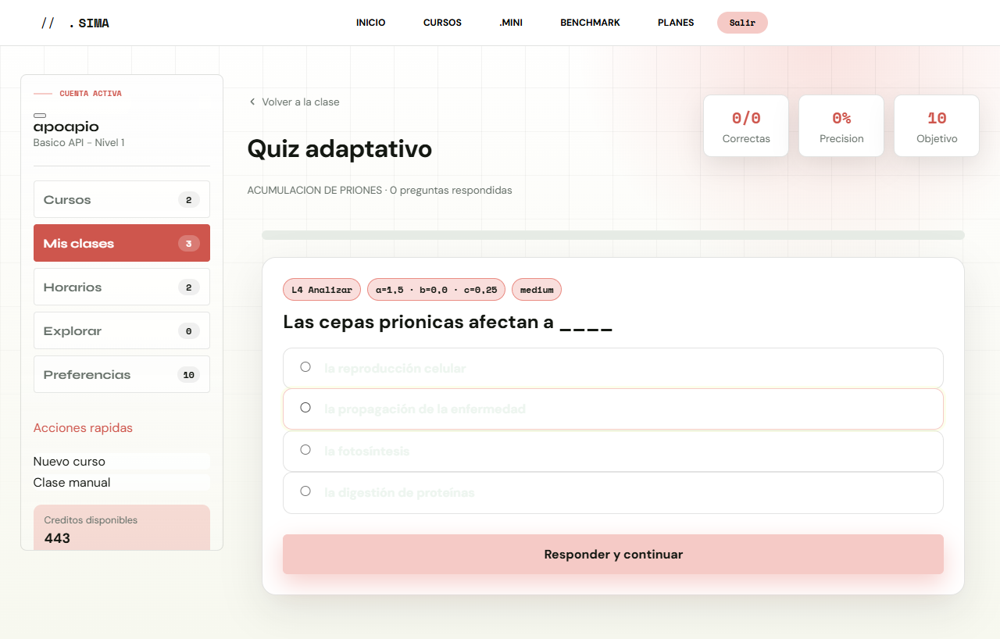 // .SIMA
INICIO
CURSOS
.MINI
BENCHMARK
PLANES
Salir
CUENTA ACTIVA
apoapio
Basico API - Nivel 1
Cursos 2
Mis clases 3
Horarios 2
Explorar 0
Preferencias 10
Acciones rapidas
Nuevo curso
Clase manual
Creditos disponibles
443
Volver a la clase
Quiz adaptativo
ACUMULACION DE PRIONES · 0 preguntas respondidas
0/0
Correctas
0%
Precision
10
Objetivo
L4 Analizar
a=1,5 · b=0,0 · c=0,25
medium
Las cepas prionicas afectan a ____
la reproducción celular
la propagación de la enfermedad
la fotosíntesis
la digestión de proteínas
Responder y continuar